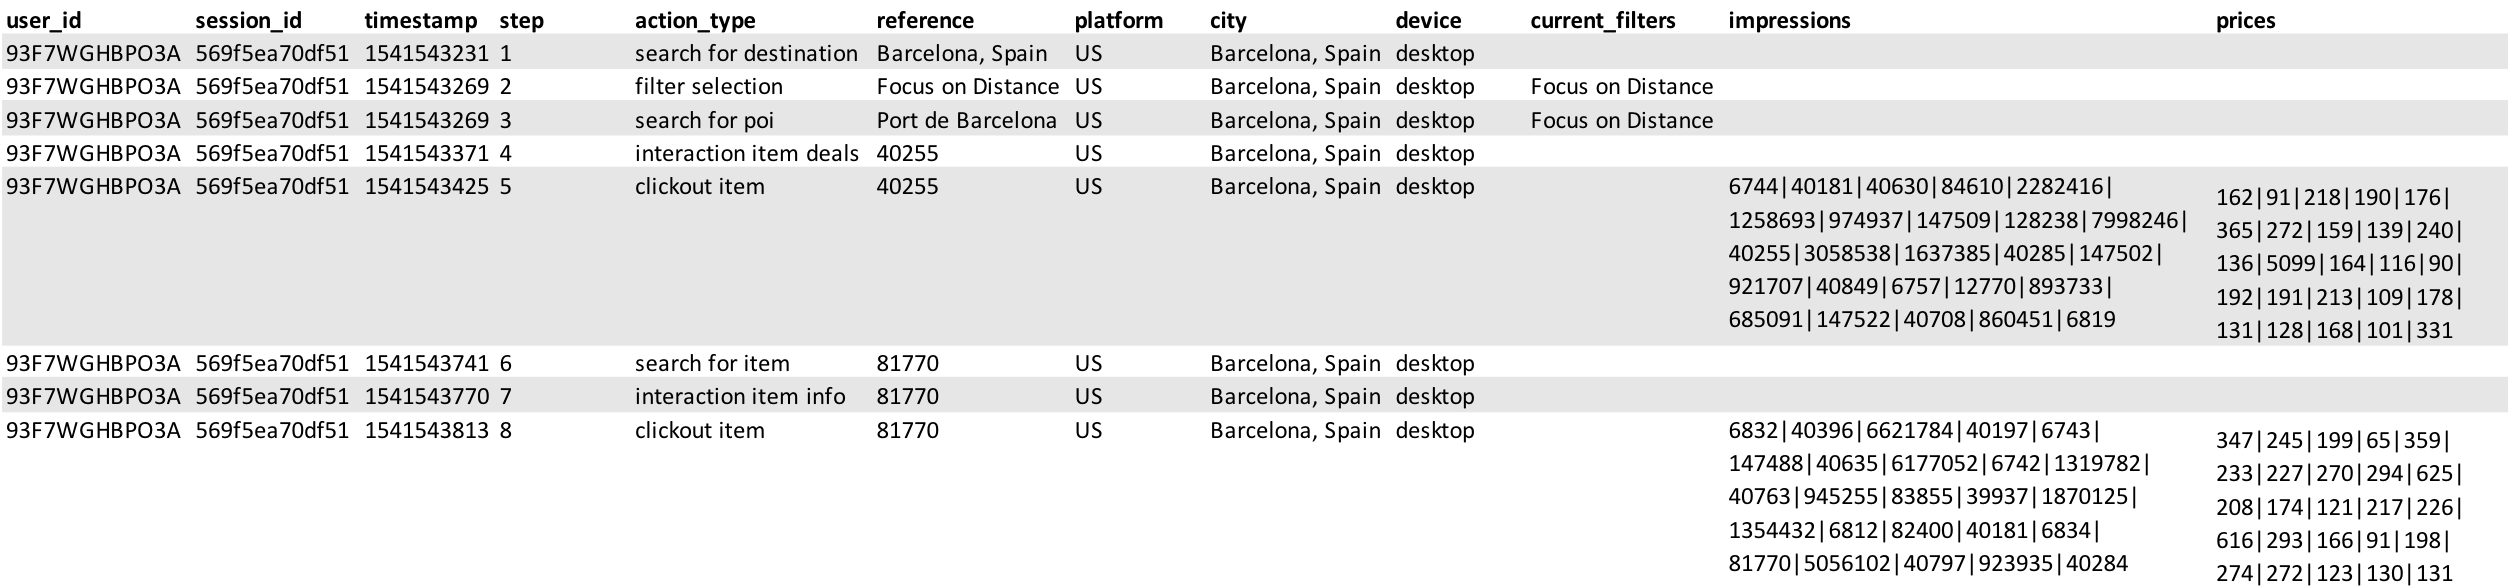 user_id session_id timestamp step action_type reference platform city device current_filters impressions prices
93F7WGHBPO3A 569f5ea70df51 1541543231 1 search for destination Barcelona, Spain US Barcelona, Spain desktop
93F7WGHBPO3A 569f5ea70df51 1541543269 2 filter selection Focus on Distance US Barcelona, Spain desktop Focus on Distance
93F7WGHBPO3A 569f5ea70df51 1541543269 3 search for poi Port de Barcelona US Barcelona, Spain desktop Focus on Distance
93F7WGHBPO3A 569f5ea70df51 1541543371 4 interaction item deals 40255 US Barcelona, Spain desktop
93F7WGHBPO3A 569f5ea70df51 1541543425 5 clickout item 40255 US Barcelona, Spain desktop 6744|40181|40630|84610|2282416| 162|91|218|190|176|
1258693|974937|147509|128238|7998246| 365|272|159|139|240|
40255|3058538|1637385|40285|147502| 136|5099|164|116|90|
921707|40849|6757|12770|893733| 192|191|213|109|178|
685091|147522|40708|860451|6819 131|128|168|101|331
93F7WGHBPO3A 569f5ea70df51 1541543741 6 search for item 81770 US Barcelona, Spain desktop
93F7WGHBPO3A 569f5ea70df51 1541543770 7 interaction item info 81770 US Barcelona, Spain desktop
93F7WGHBPO3A 569f5ea70df51 1541543813 8 clickout item 81770 US Barcelona, Spain desktop 6832|40396|6621784|40197|6743| 347|245|199|65|359|
147488|40635|6177052|6742|1319782| 233|227|270|294|625|
40763|945255|83855|39937|1870125| 208|174|121|217|226|
1354432|6812|82400|40181|6834| 616|293|166|91|198|
81770|5056102|40797|923935|40284 274|272|123|130|131